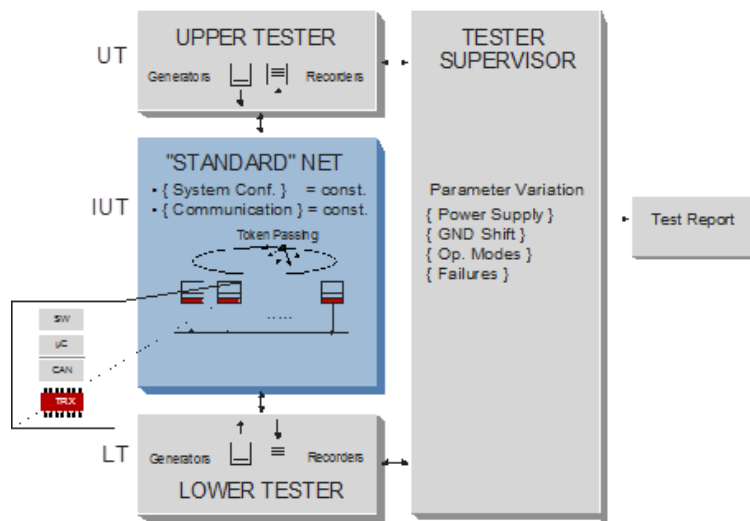 UT
UPPER TESTER
Generators
Recorders
TESTER
SUPERVISOR
IUT
"STANDARD" NET
• { System Conf. } = const.
• { Communication } = const.
Token Passing
.....
Parameter Variation
{ Power Supply }
{ GND Shift }
{ Op. Modes }
{ Failures }
Test Report
SW
µC
CAN
TRX
LT
Generators
Recorders
LOWER TESTER